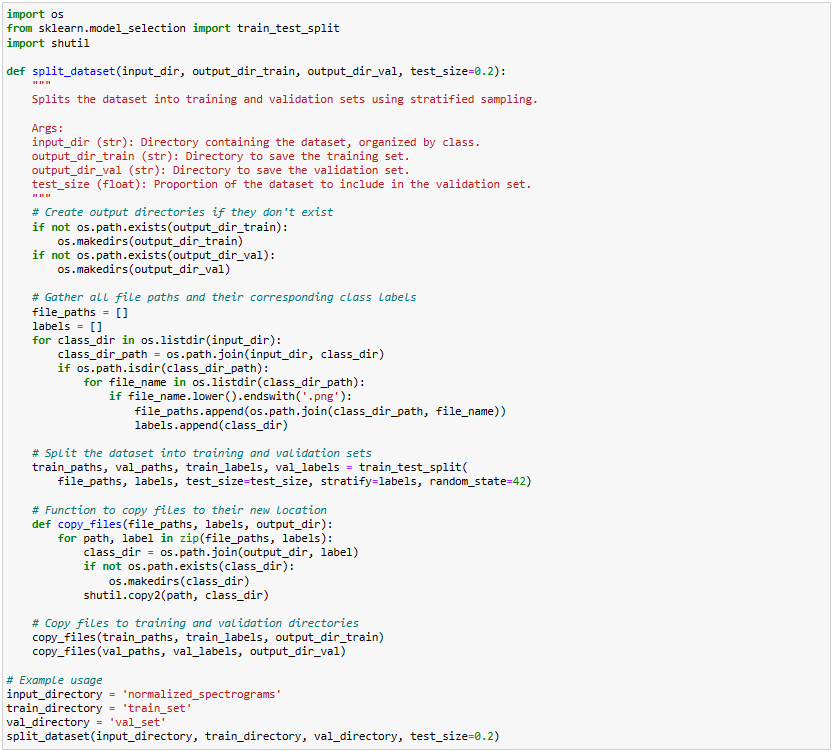 import os
from sklearn.model_selection import train_test_split
import shutil

def split_dataset(input_dir, output_dir_train, output_dir_val, test_size=0.2):
    """
    Splits the dataset into training and validation sets using stratified sampling.

    Args:
    input_dir (str): Directory containing the dataset, organized by class.
    output_dir_train (str): Directory to save the training set.
    output_dir_val (str): Directory to save the validation set.
    test_size (float): Proportion of the dataset to include in the validation set.
    """
    # Create output directories if they don't exist
    if not os.path.exists(output_dir_train):
        os.makedirs(output_dir_train)
    if not os.path.exists(output_dir_val):
        os.makedirs(output_dir_val)

    # Gather all file paths and their corresponding class labels
    file_paths = []
    labels = []
    for class_dir in os.listdir(input_dir):
        class_dir_path = os.path.join(input_dir, class_dir)
        if os.path.isdir(class_dir_path):
            for file_name in os.listdir(class_dir_path):
                if file_name.lower().endswith('.png'):
                    file_paths.append(os.path.join(class_dir_path, file_name))
                    labels.append(class_dir)

    # Split the dataset into training and validation sets
    train_paths, val_paths, train_labels, val_labels = train_test_split(
        file_paths, labels, test_size=test_size, stratify=labels, random_state=42)

    # Function to copy files to their new location
    def copy_files(file_paths, labels, output_dir):
        for path, label in zip(file_paths, labels):
            class_dir = os.path.join(output_dir, label)
            if not os.path.exists(class_dir):
                os.makedirs(class_dir)
            shutil.copy2(path, class_dir)

    # Copy files to training and validation directories
    copy_files(train_paths, train_labels, output_dir_train)
    copy_files(val_paths, val_labels, output_dir_val)

# Example usage
input_directory = 'normalized_spectrograms'
train_directory = 'train_set'
val_directory = 'val_set'
split_dataset(input_directory, train_directory, val_directory, test_size=0.2)